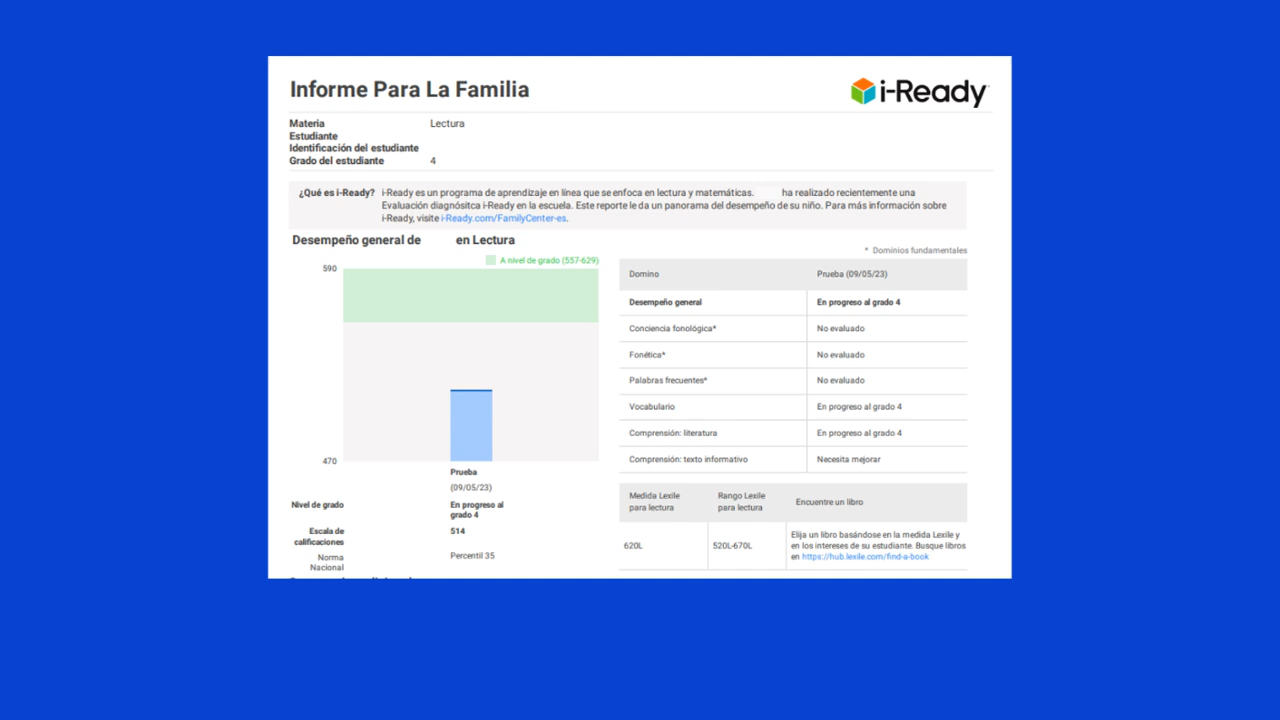 Informe Para La Familia
i-Ready
Materia Lectura
Estudiante
Identificación del estudiante
Grado del estudiante 4
¿Qué es i-Ready? i-Ready es un programa de aprendizaje en línea que se enfoca en lectura y matemáticas. ha realizado recientemente una
Evaluación diagnósitca i-Ready en la escuela. Este reporte le da un panorama del desempeño de su niño. Para más información sobre
i-Ready, visite i-Ready.com/FamilyCenter-es.
Desempeño general de en Lectura
A nivel de grado (557-629)
590
470
Prueba
(09/05/23)
Nivel de grado En progreso al
grado 4
Escala de
calificaciones 514
Norma
Nacional Percentil 35
* Dominios fundamentales
Domino Prueba (09/05/23)
Desempeño general En progreso al grado 4
Conciencia fonológica* No evaluado
Fonética* No evaluado
Palabras frecuentes* No evaluado
Vocabulario En progreso al grado 4
Comprensión: literatura En progreso al grado 4
Comprensión: texto informativo Necesita mejorar
Medida Lexile
para lectura
Rango Lexile
para lectura
Encuentre un libro
620L
520L-670L
Elija un libro basándose en la medida Lexile y
en los intereses de su estudiante. Busque libros
en https://hub.lexile.com/find-a-book